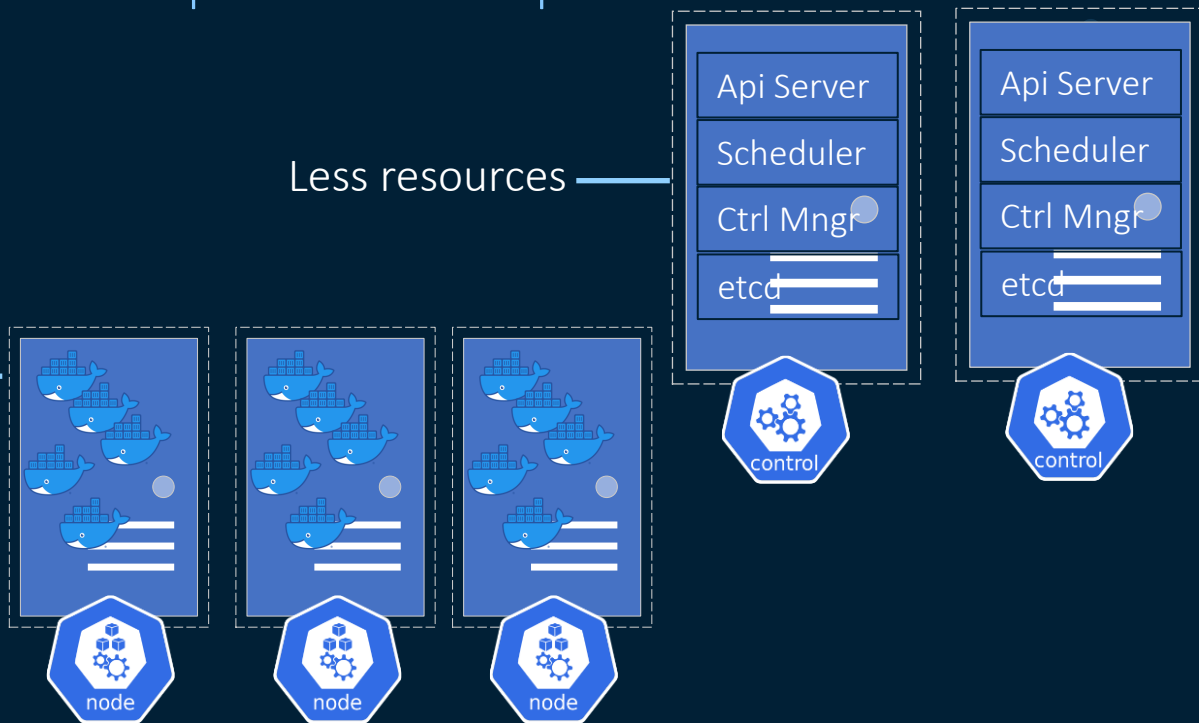 Less resources
Api Server
Scheduler
Ctrl Mngr
etcd
control
Api Server
Scheduler
Ctrl Mngr
etcd
control
node
node
node